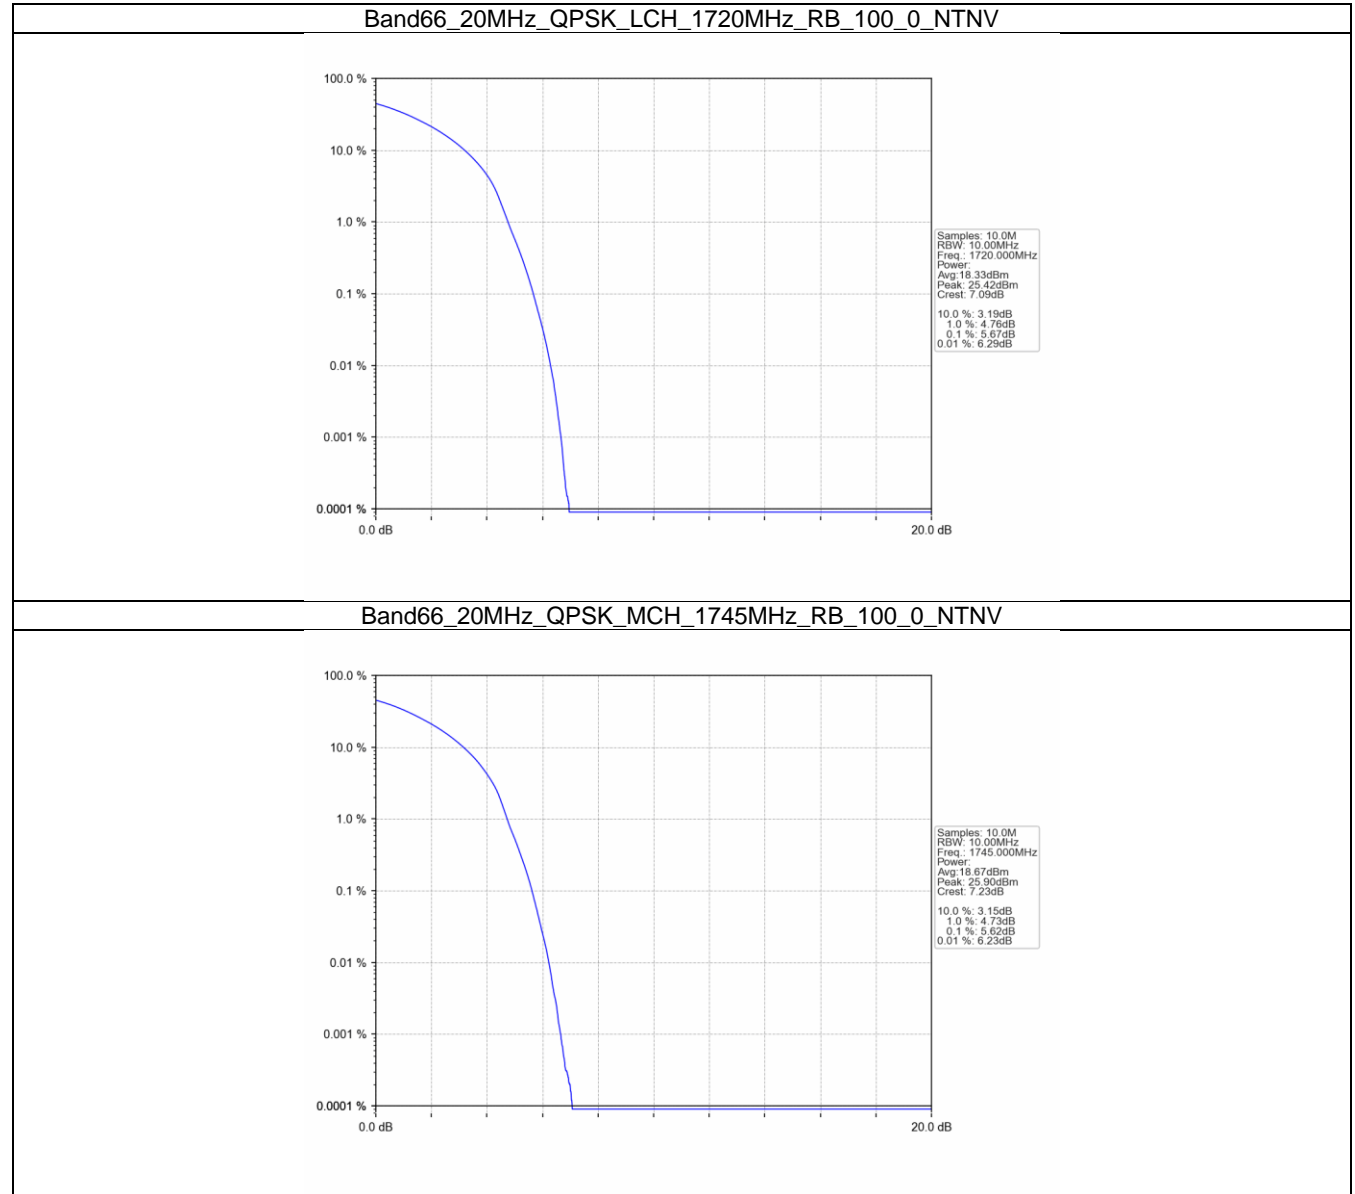 Band66_20MHz_QPSK_LCH_1720MHz_RB_100_0_NTNV
100.0 %
10.0 %
1.0 %
0.1 %
0.01 %
0.001 %
0.0001 %
0.0 dB
20.0 dB
Samples: 10.0M
RBW: 10.00MHz
Freq.: 1720.000MHz
Power:
Avg:18.33dBm
Peak: 25.42dBm
Crest: 7.09dB
10.0 %: 3.19dB
1.0 %: 4.76dB
0.1 %: 5.67dB
0.01 %: 6.29dB
Band66_20MHz_QPSK_MCH_1745MHz_RB_100_0_NTNV
100.0 %
10.0 %
1.0 %
0.1 %
0.01 %
0.001 %
0.0001 %
0.0 dB
20.0 dB
Samples: 10.0M
RBW: 10.00MHz
Freq.: 1745.000MHz
Power:
Avg:18.67dBm
Peak: 25.90dBm
Crest: 7.23dB
10.0 %: 3.15dB
1.0 %: 4.73dB
0.1 %: 5.62dB
0.01 %: 6.23dB